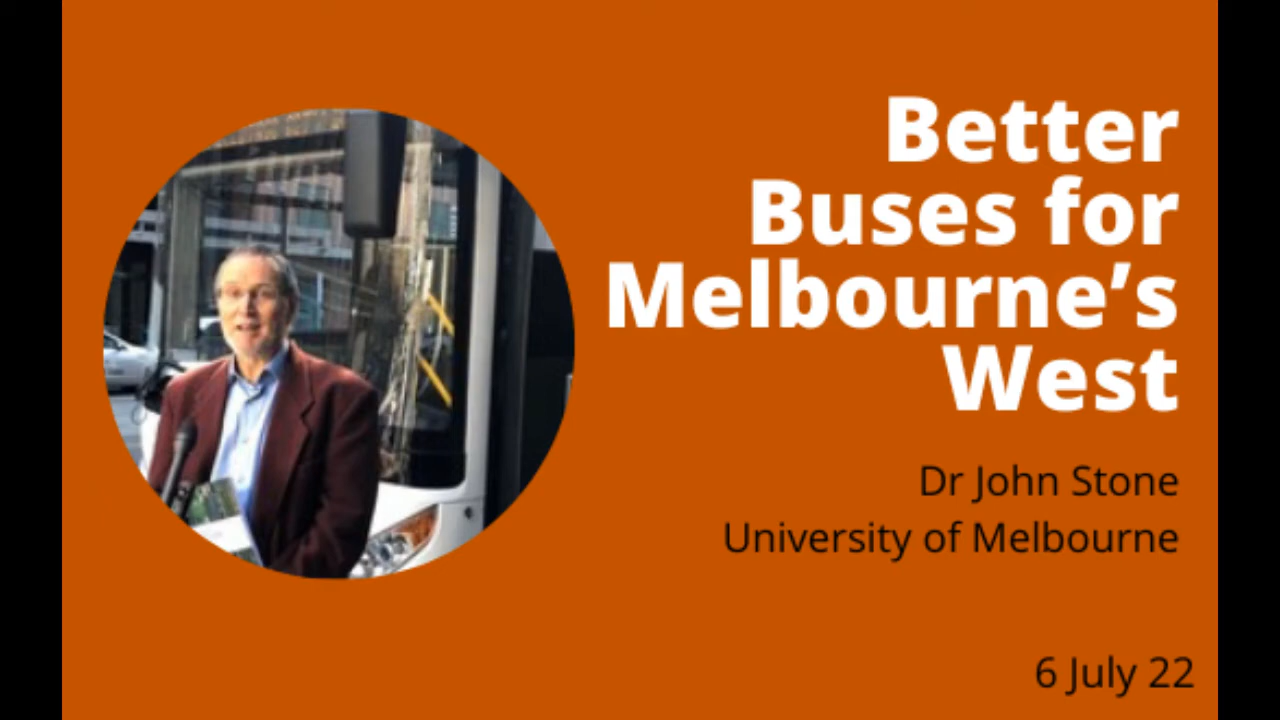 Better
Buses for
Melbourne’s
West
Dr John Stone
University of Melbourne
6 July 22